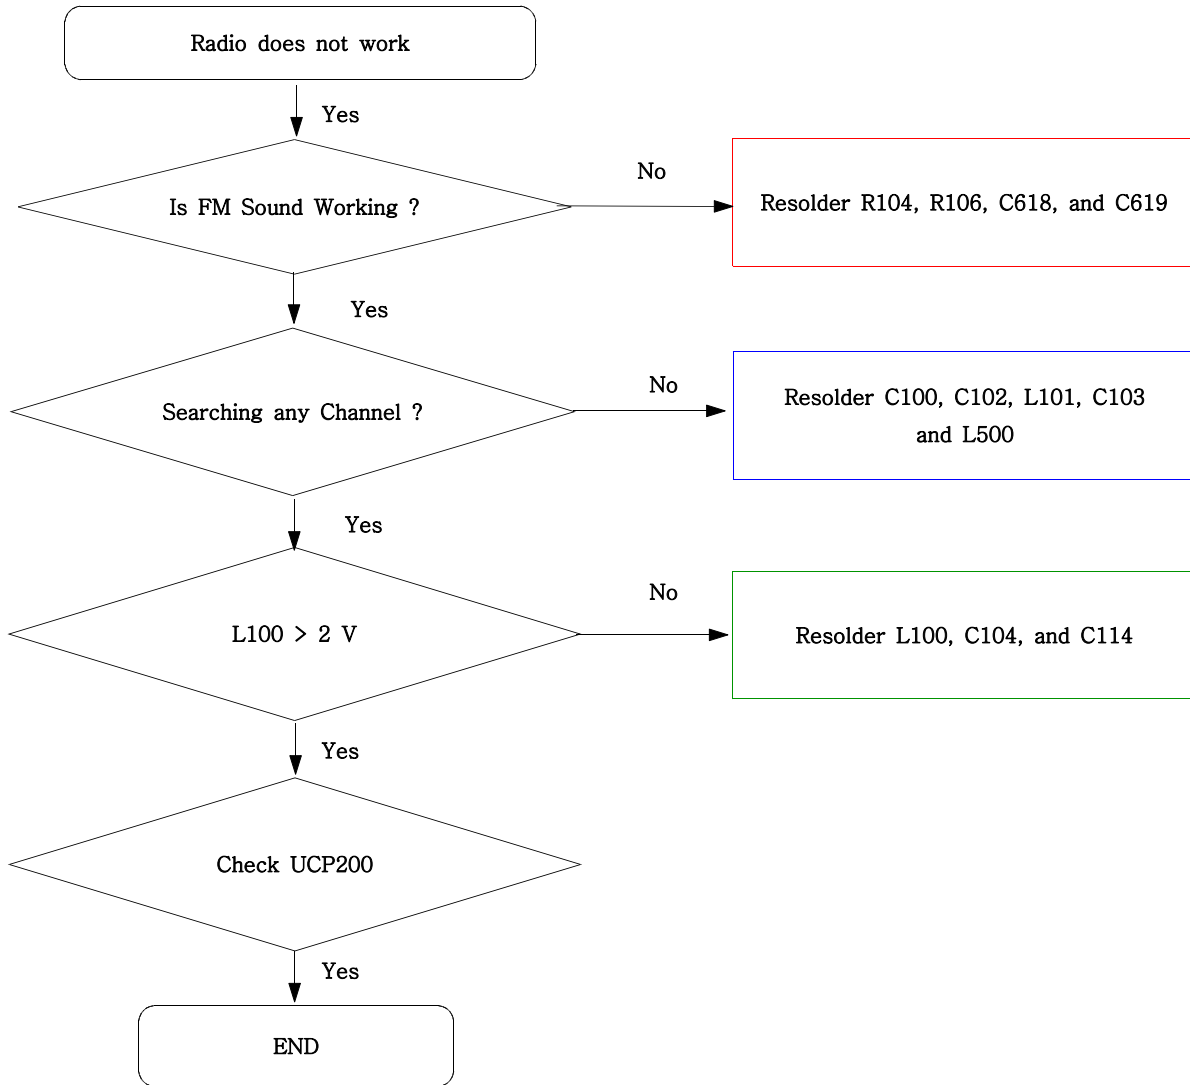 Radio does not work
Yes
Is FM Sound Working ?
No
Resolder R104, R106, C618, and C619
Yes
Searching any Channel ?
No
Resolder C100, C102, L101, C103
and L500
Yes
L100 > 2 V
No
Resolder L100, C104, and C114
Yes
Check UCP200
Yes
END